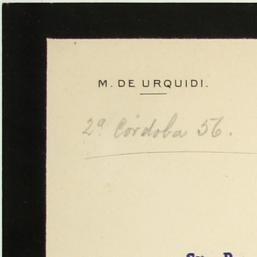 M. DE URQUIDI.
2ª Córdoba 56.